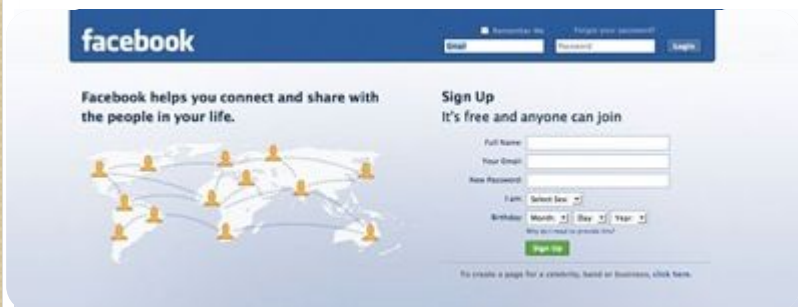 facebook
Remember Me
Forgot your password?
Email
Password
Login
Facebook helps you connect and share with
the people in your life.
Sign Up
It's free and anyone can join
Full Name:
Your Email:
New Password:
I am: Select Sex:
Birthday: Month: Day: Year:
Why do I need to provide this?
Sign Up
To create a page for a celebrity, band or business, click here.